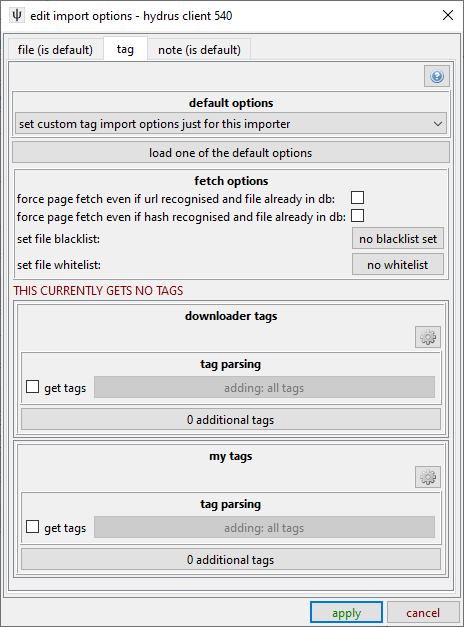 ψ edit import options - hydrus client 540
file (is default) tag note (is default)
default options
set custom tag import options just for this importer
load one of the default options
fetch options
force page fetch even if url recognised and file already in db:
force page fetch even if hash recognised and file already in db:
set file blacklist: no blacklist set
set file whitelist: no whitelist
THIS CURRENTLY GETS NO TAGS
downloader tags
tag parsing
get tags adding: all tags
0 additional tags
my tags
tag parsing
get tags adding: all tags
0 additional tags
apply cancel